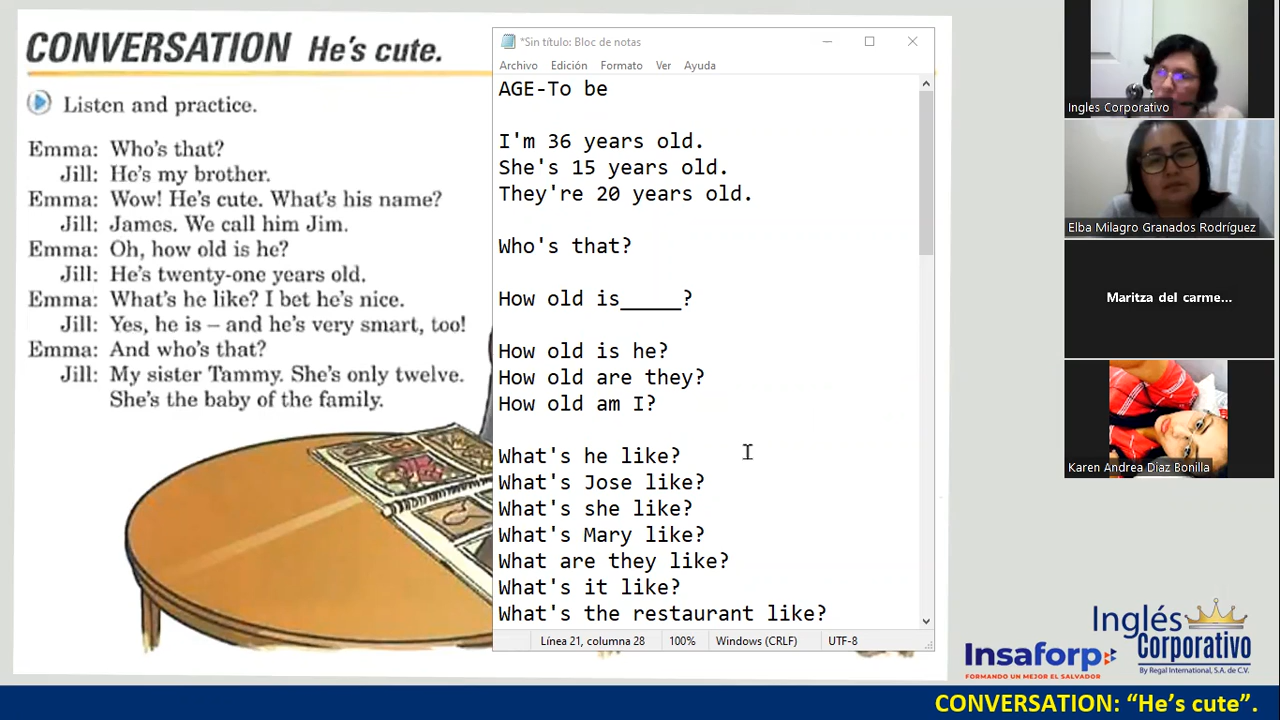 CONVERSATION He's cute.
Listen and practice.
Emma: Who's that?
Jill: He's my brother.
Emma: Wow! He's cute. What's his name?
Jill: James. We call him Jim.
Emma: Oh, how old is he?
Jill: He's twenty-one years old.
Emma: What's he like? I bet he's nice.
Jill: Yes, he is – and he's very smart, too!
Emma: And who's that?
Jill: My sister Tammy. She's only twelve.
She's the baby of the family.
*Sin título: Bloc de notas
Archivo Edición Formato Ver Ayuda
AGE-To be
I'm 36 years old.
She's 15 years old.
They're 20 years old.
Who's that?
How old is_____?
How old is he?
How old are they?
How old am I?
What's he like?
What's Jose like?
What's she like?
What's Mary like?
What are they like?
What's it like?
What's the restaurant like?
Línea 21, columna 28 100% Windows (CRLF) UTF-8
Ingles Corporativo
Elba Milagro Granados Rodríguez
Maritza del carme...
Karen Andrea Diaz Bonilla
Insaforp
FORMANDO UN MEJOR EL SALVADOR
Inglés
Corporativo
By Regal International, S.A. de C.V.
CONVERSATION: “He's cute”.